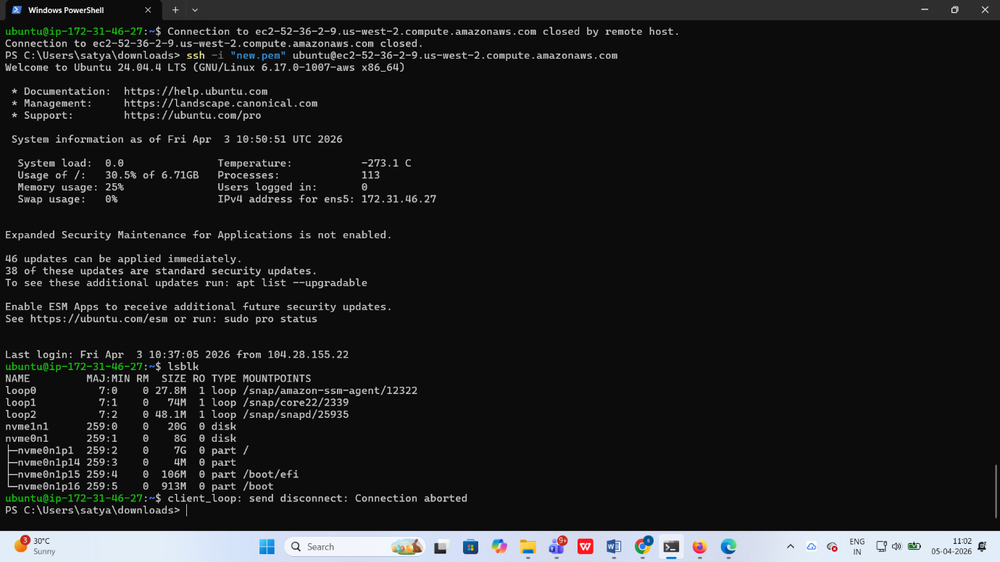 Windows PowerShell
ubuntu@ip-172-31-46-27:~$ Connection to ec2-52-36-2-9.us-west-2.compute.amazonaws.com closed by remote host.
Connection to ec2-52-36-2-9.us-west-2.compute.amazonaws.com closed.
PS C:\Users\satya\downloads> ssh -i "new.pem" ubuntu@ec2-52-36-2-9.us-west-2.compute.amazonaws.com
Welcome to Ubuntu 24.04.4 LTS (GNU/Linux 6.17.0-1007-aws x86_64)
* Documentation:  https://help.ubuntu.com
* Management:     https://landscape.canonical.com
* Support:        https://ubuntu.com/pro
System information as of Fri Apr  3 10:50:51 UTC 2026
System load:  0.0               Temperature:           -273.1 C
Usage of /:   30.5% of 6.71GB   Processes:             113
Memory usage: 25%               Users logged in:       0
Swap usage:   0%                IPv4 address for ens5: 172.31.46.27
Expanded Security Maintenance for Applications is not enabled.
46 updates can be applied immediately.
38 of these updates are standard security updates.
To see these additional updates run: apt list --upgradable
Enable ESM Apps to receive additional future security updates.
See https://ubuntu.com/esm or run: sudo pro status
Last login: Fri Apr  3 10:37:05 2026 from 104.28.155.22
ubuntu@ip-172-31-46-27:~$ lsblk
NAME         MAJ:MIN RM  SIZE RO TYPE MOUNTPOINTS
loop0          7:0    0 27.8M  1 loop /snap/amazon-ssm-agent/12322
loop1          7:1    0   74M  1 loop /snap/core22/2339
loop2          7:2    0 48.1M  1 loop /snap/snapd/25935
nvme1n1      259:0    0   20G  0 disk
nvme0n1      259:1    0    8G  0 disk
├─nvme0n1p1  259:2    0    7G  0 part /
├─nvme0n1p14 259:3    0    4M  0 part
├─nvme0n1p15 259:4    0  106M  0 part /boot/efi
└─nvme0n1p16 259:5    0  913M  0 part /boot
ubuntu@ip-172-31-46-27:~$ client_loop: send disconnect: Connection aborted
PS C:\Users\satya\downloads>
3
30°C
Sunny
Search
9+
W
W
ENG
IN
11:02
05-04-2026